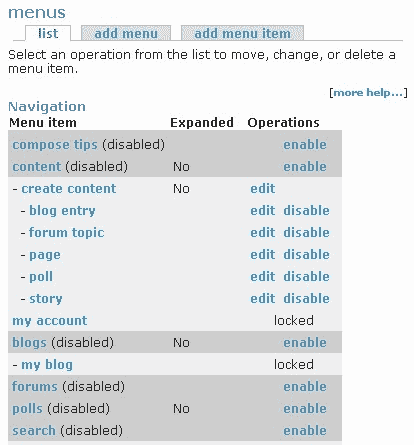 menus
list add menu add menu item
Select an operation from the list to move, change, or delete a
menu item.
[more help...]
Navigation
Menu item Expanded Operations
compose tips (disabled) enable
content (disabled) No enable
- create content No edit
- blog entry edit disable
- forum topic edit disable
- page edit disable
- poll edit disable
- story edit disable
my account locked
blogs (disabled) No enable
- my blog locked
forums (disabled) enable
polls (disabled) No enable
search (disabled) enable